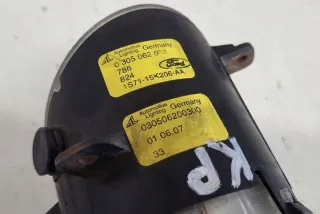 Automotive Lighting Germany
0 305 062 003
786
824
Ford
1S71-15K206-AA
Automotive Lighting Germany
030506200300
01.06.07
33
KP